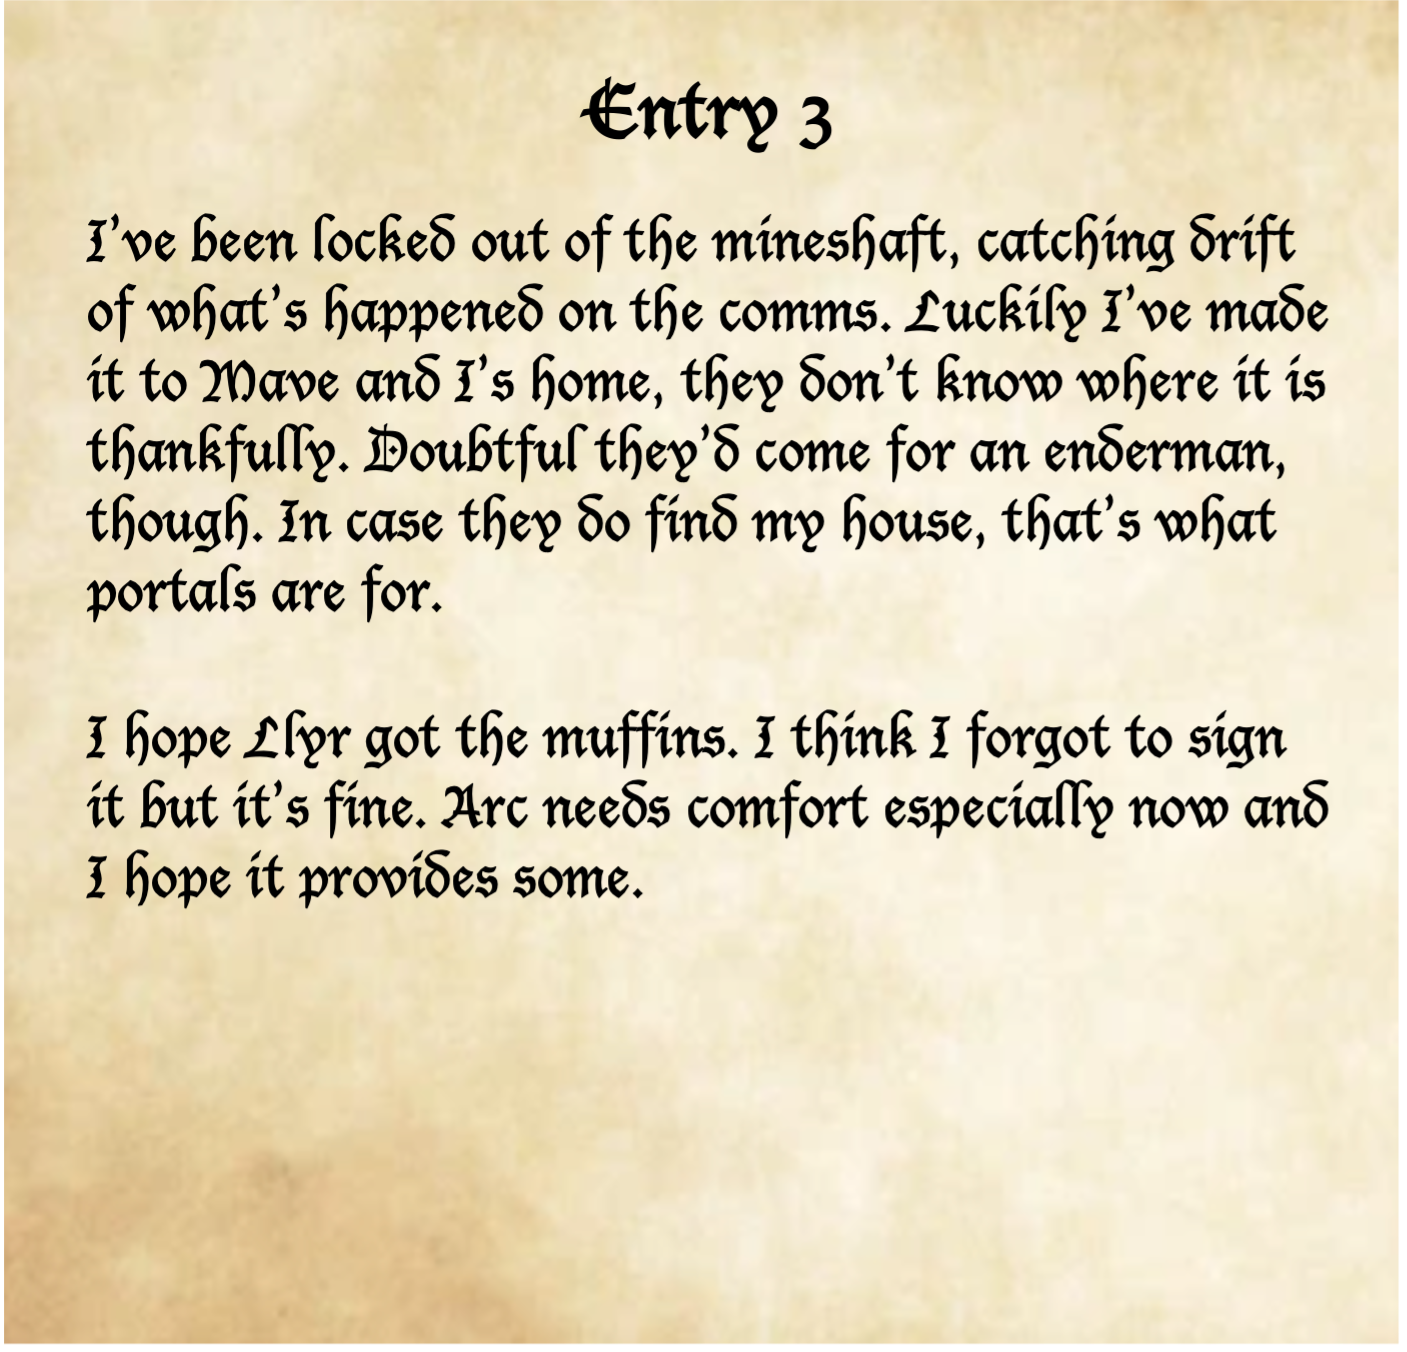 Entry 3
I've been locked out of the mineshaft, catching drift
of what's happened on the comms. Luckily I've made
it to Mave and I's home, they don't know where it is
thankfully. Doubtful they'd come for an enderman,
though. In case they do find my house, that's what
portals are for.
I hope Llyr got the muffins. I think I forgot to sign
it but it's fine. Arc needs comfort especially now and
I hope it provides some.